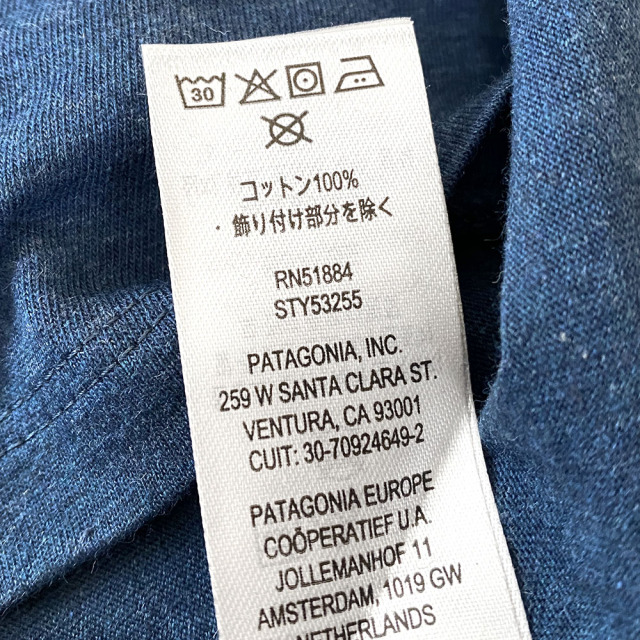 30
コットン100%
・飾り付け部分を除く
RN51884
STY53255
PATAGONIA, INC.
259 W SANTA CLARA ST.
VENTURA, CA 93001
CUIT: 30-70924649-2
PATAGONIA EUROPE
COÖPERATIEF U.A.
JOLLEMANHOF 11
AMSTERDAM, 1019 GW
NETHERLANDS